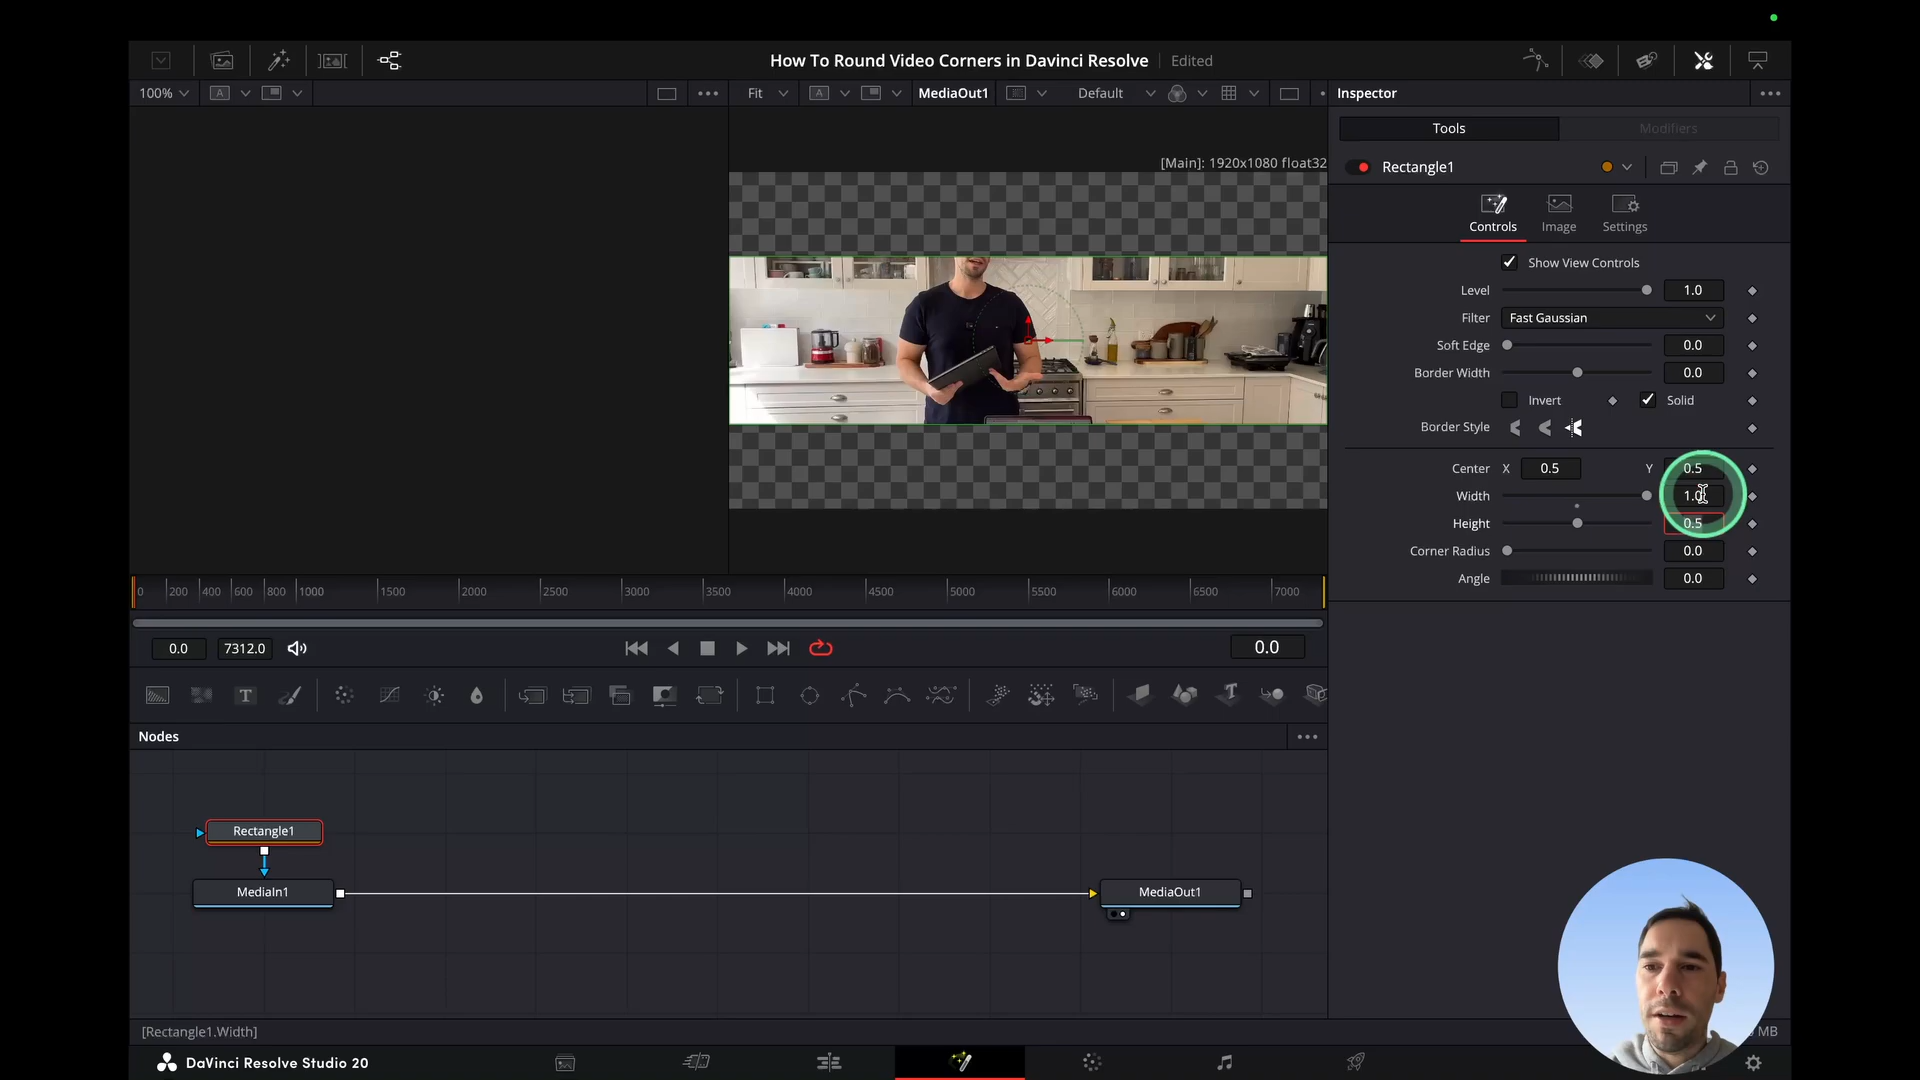 How To Round Video Corners in Davinci Resolve Edited
100% A
Fit A MediaOut1 Default
Inspector
Tools Modifiers
[Main]: 1920x1080 float32
Rectangle1
Controls Image Settings
Show View Controls
Level 1.0
Filter Fast Gaussian
Soft Edge 0.0
Border Width 0.0
Invert Solid
Border Style
Center X 0.5 Y 0.5
Width 1.0
Height 0.5
Corner Radius 0.0
Angle 0.0
0 200 400 600 800 1000 1500 2000 2500 3000 3500 4000 4500 5000 5500 6000 6500 7000
0.0 7312.0 0.0
T T
Nodes
Rectangle1
MediaIn1 MediaOut1
[Rectangle1.Width] MB
DaVinci Resolve Studio 20